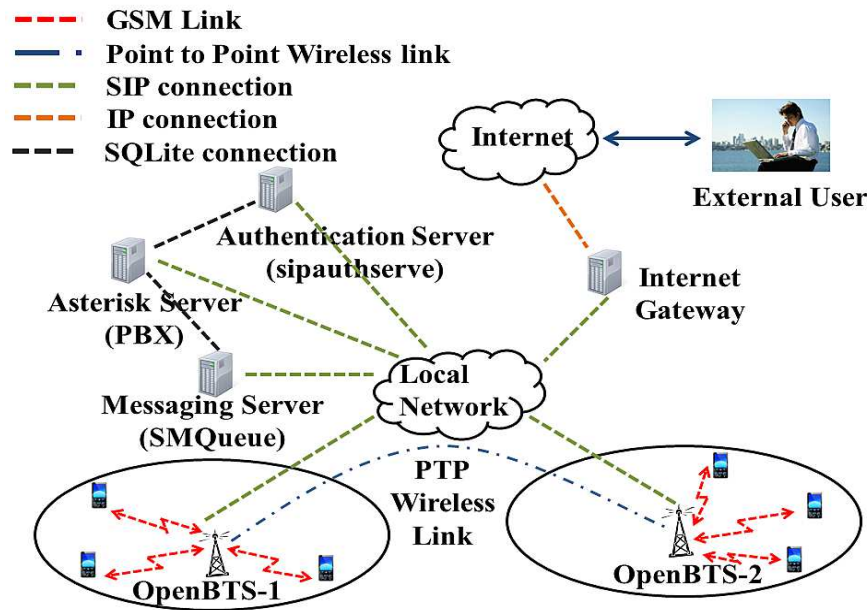 GSM Link
Point to Point Wireless link
SIP connection
IP connection
SQLite connection
Internet
External User
Authentication Server
(sipauthserve)
Internet
Gateway
Asterisk Server
(PBX)
Local
Network
Messaging Server
(SMQueue)
PTP
Wireless
Link
OpenBTS-1
OpenBTS-2